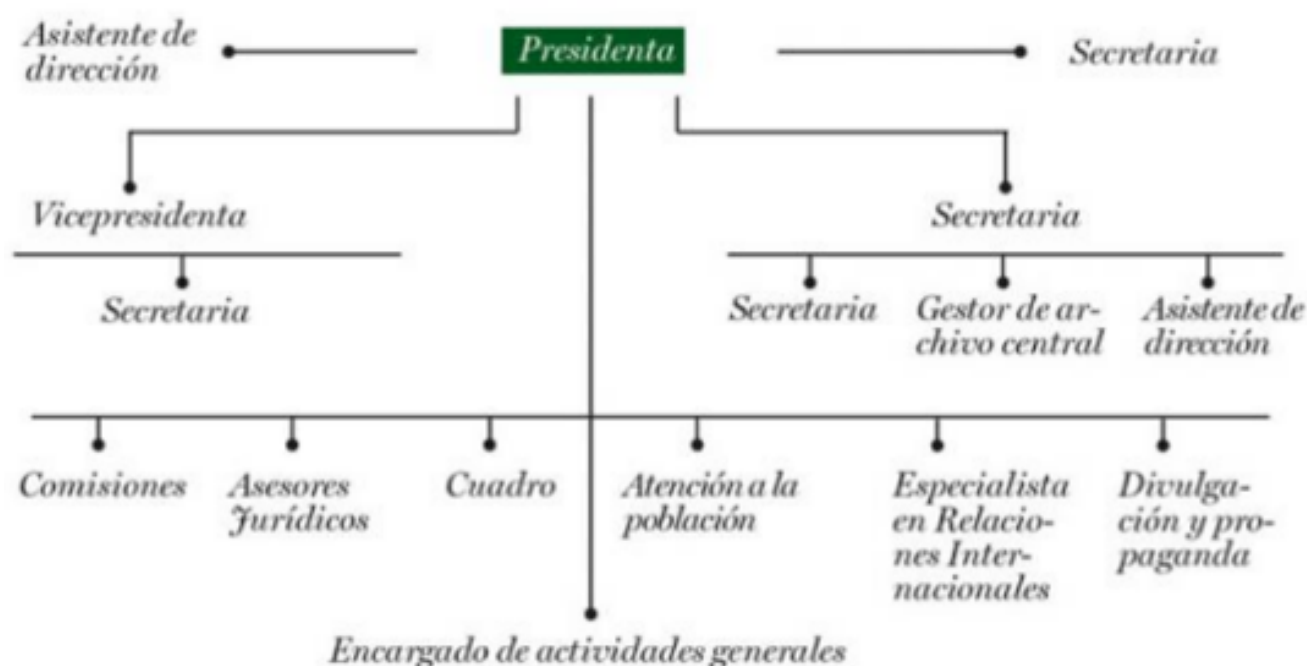 Asistente de
dirección
Presidenta
Secretaria
Vicepresidenta
Secretaria
Secretaria
Secretaria
Gestor de ar-
chivo central
Asistente de
dirección
Comisiones
Asesores
Jurídicos
Cuadro
Atención a la
población
Especialista
en Relacio-
nes Inter-
nacionales
Divulga-
ción y pro-
paganda
Encargado de actividades generales